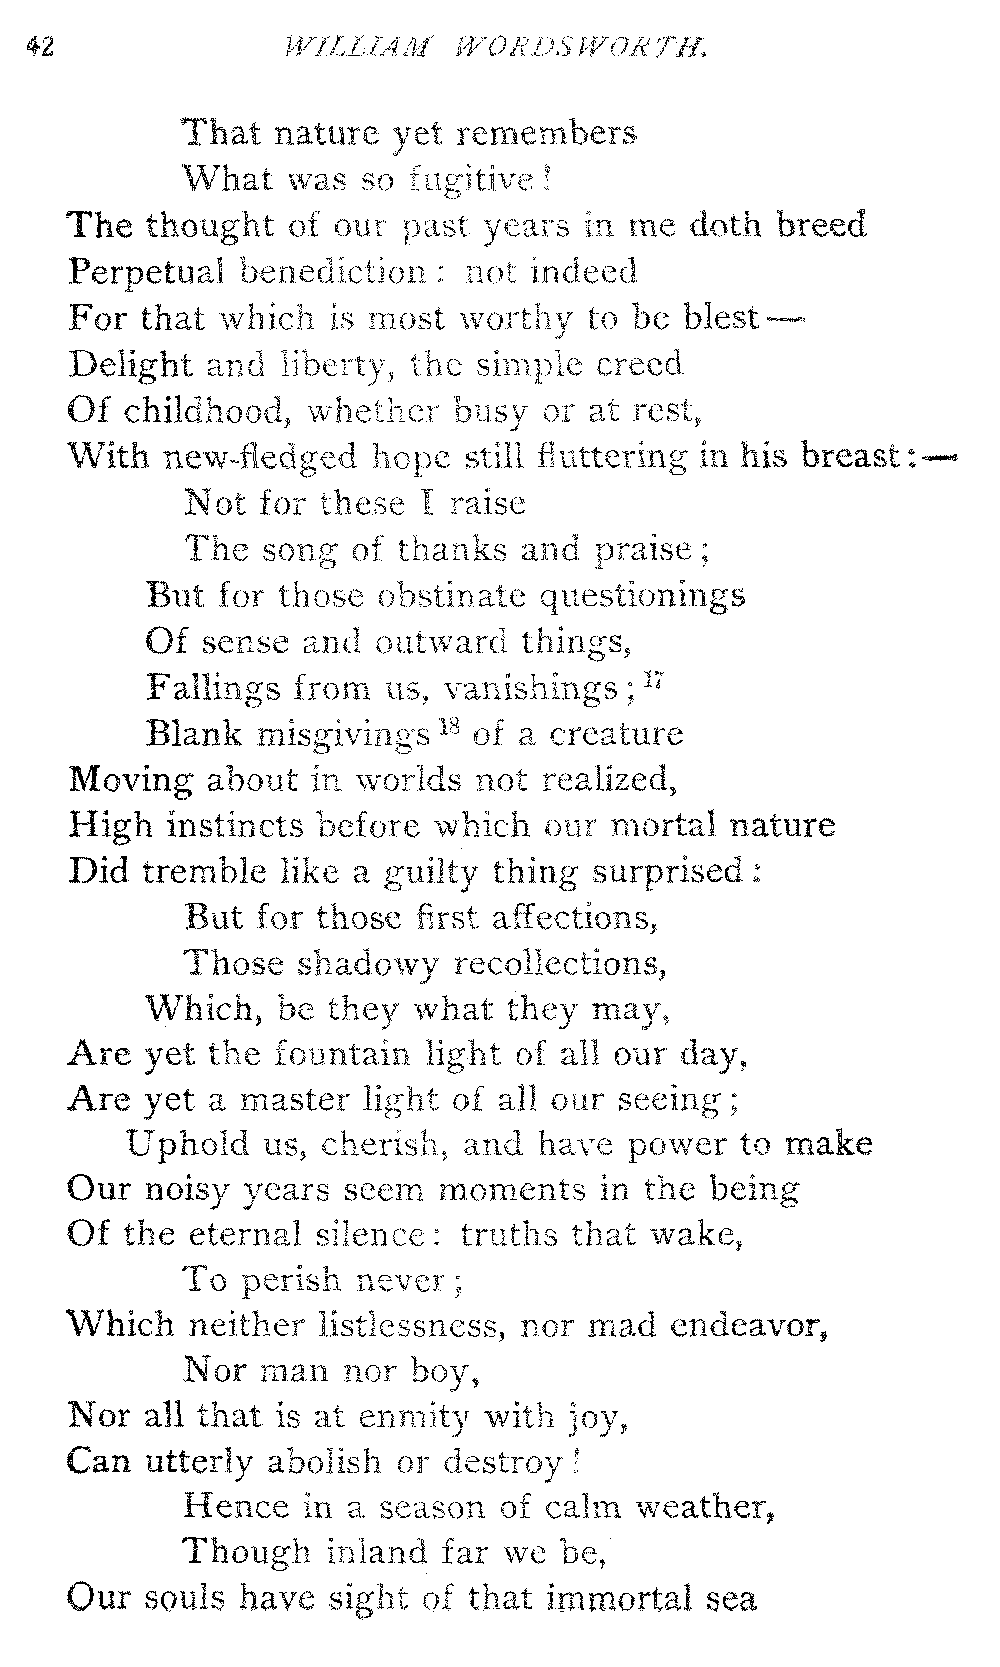 42 WILLIAM WORDSWORTH.
That nature yet remembers
What was so fugitive!
The thought of our past years in me doth breed
Perpetual benediction: not indeed
For that which is most worthy to be blest—
Delight and liberty, the simple creed
Of childhood, whether busy or at rest,
With new-fledged hope still fluttering in his breast:—
Not for these I raise
The song of thanks and praise;
But for those obstinate questionings
Of sense and outward things,
Fallings from us, vanishings; 17
Blank misgivings 18 of a creature
Moving about in worlds not realized,
High instincts before which our mortal nature
Did tremble like a guilty thing surprised:
But for those first affections,
Those shadowy recollections,
Which, be they what they may,
Are yet the fountain light of all our day,
Are yet a master light of all our seeing;
Uphold us, cherish, and have power to make
Our noisy years seem moments in the being
Of the eternal silence: truths that wake,
To perish never;
Which neither listlessness, nor mad endeavor,
Nor man nor boy,
Nor all that is at enmity with joy,
Can utterly abolish or destroy!
Hence in a season of calm weather,
Though inland far we be,
Our souls have sight of that immortal sea